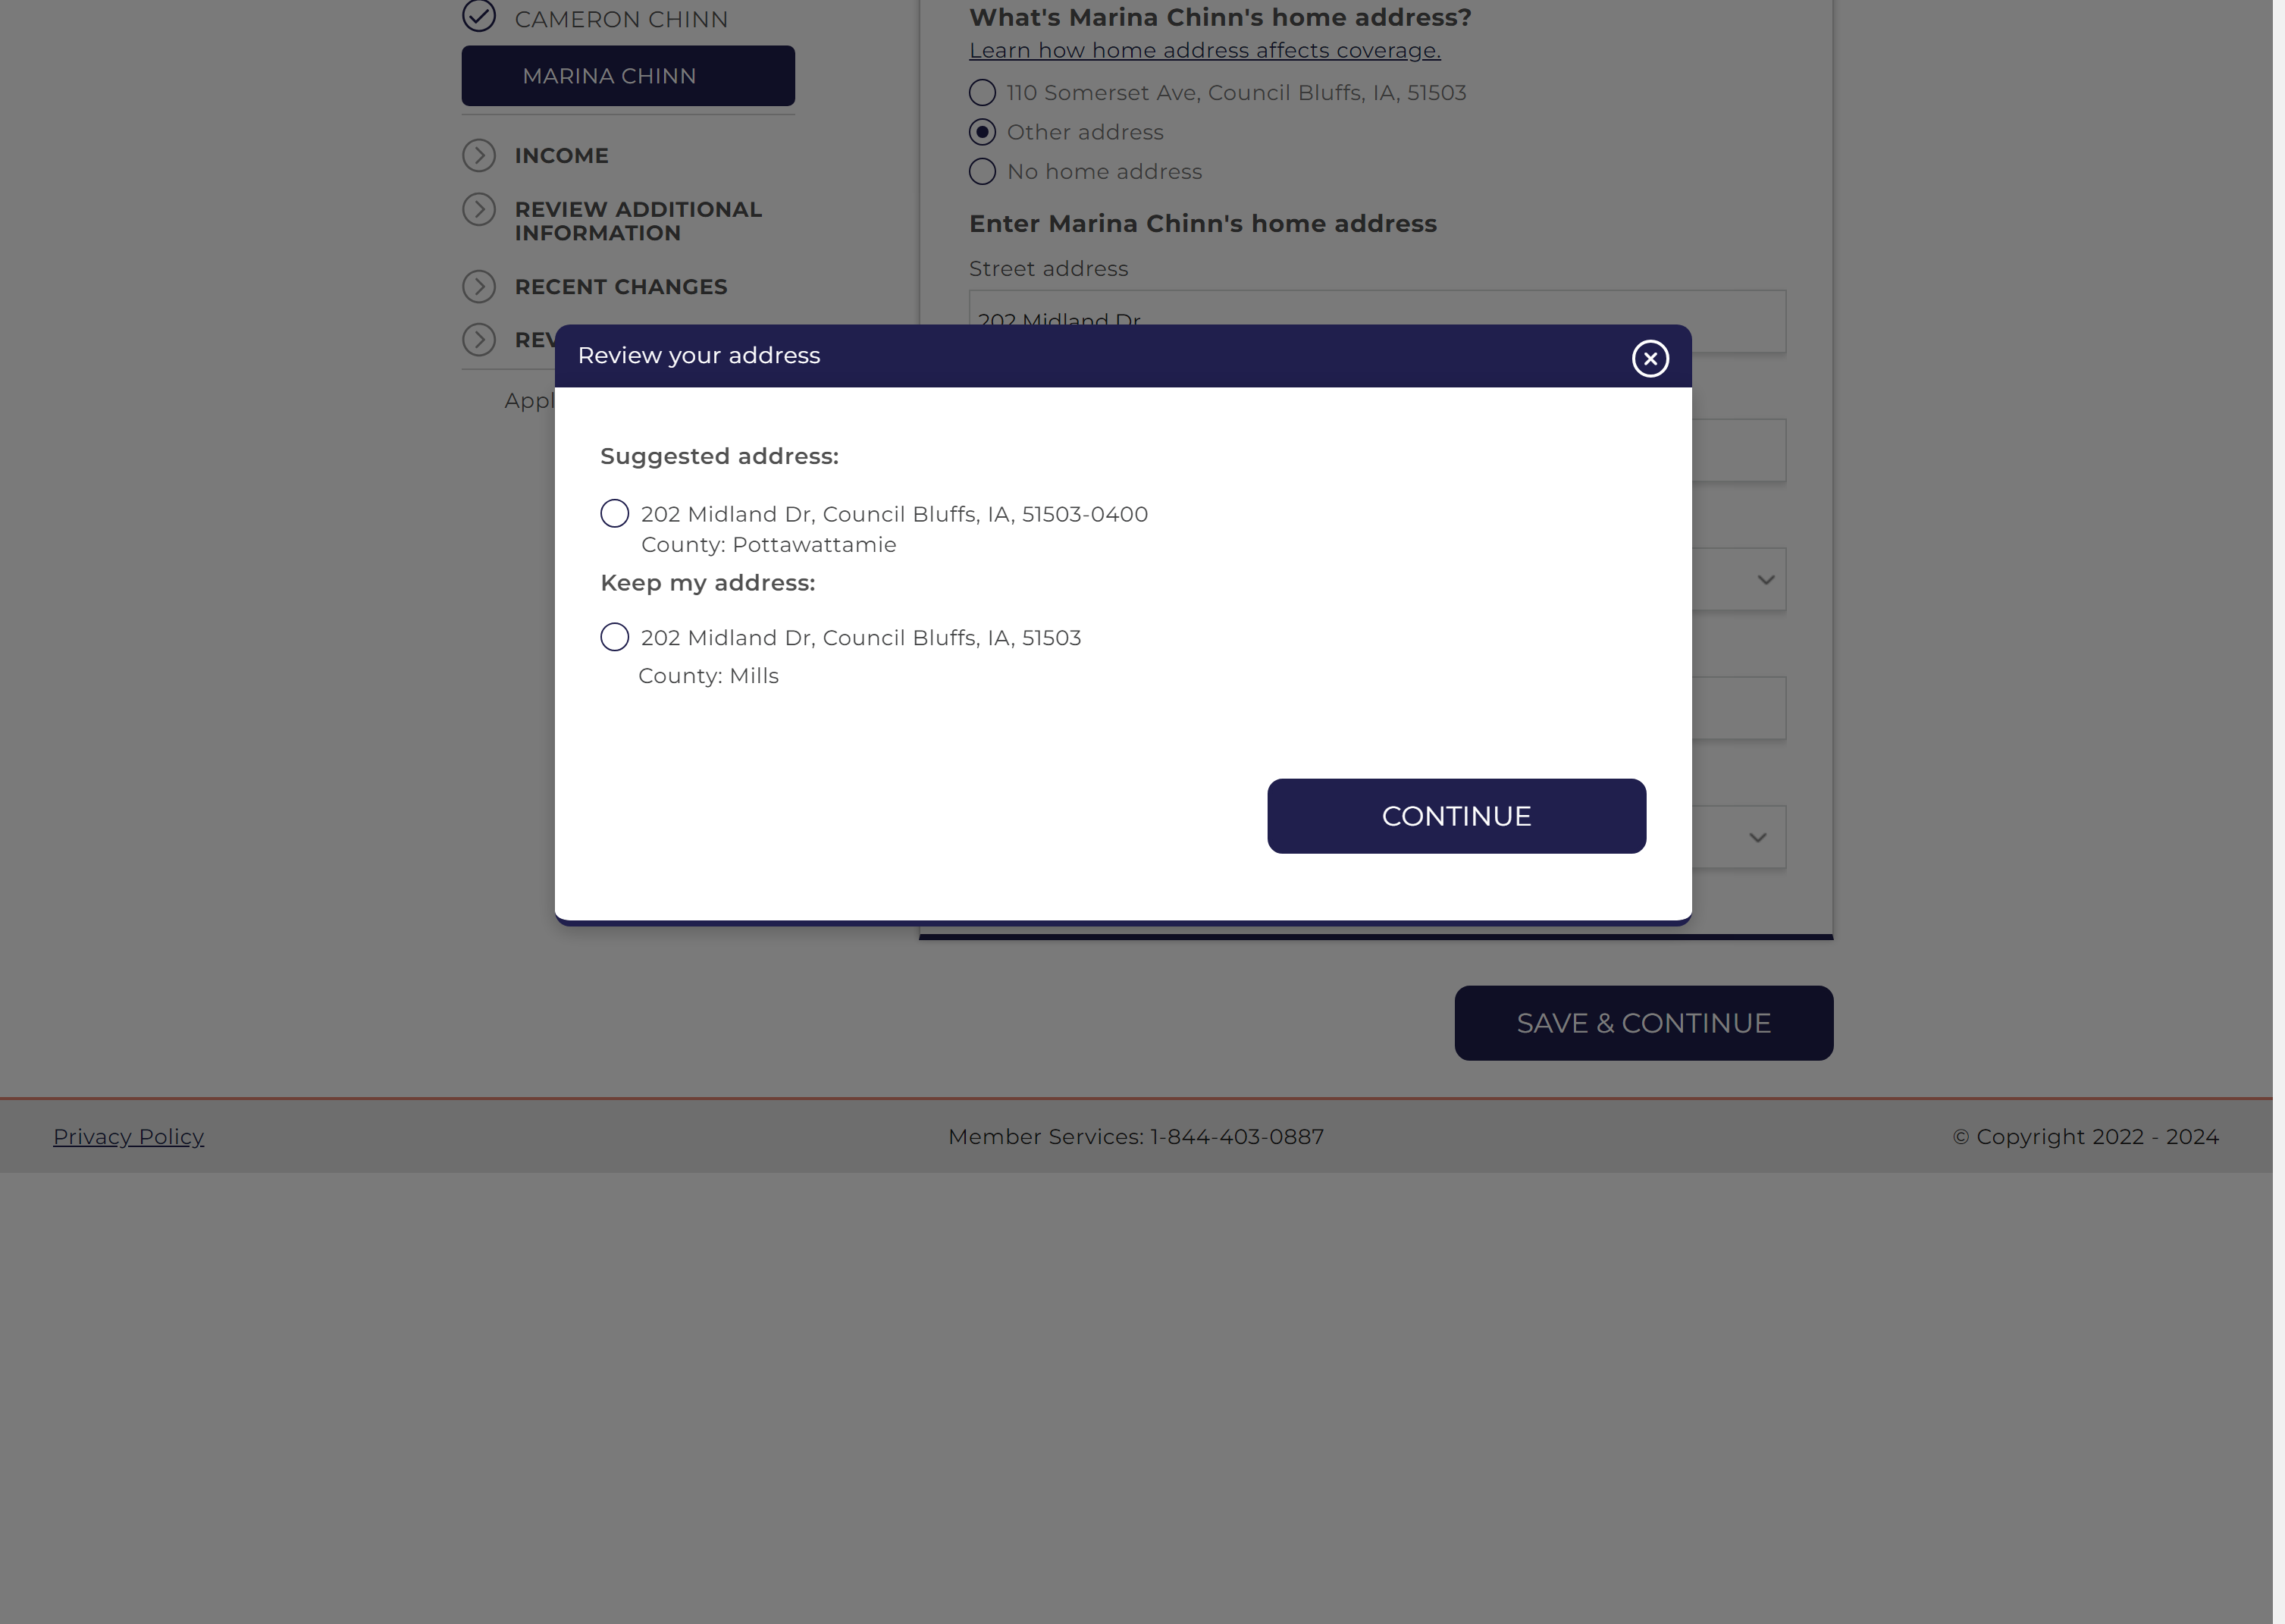 CAMERON CHINN
MARINA CHINN
INCOME
REVIEW ADDITIONAL
INFORMATION
RECENT CHANGES
REV
Appl
What's Marina Chinn's home address?
Learn how home address affects coverage.
110 Somerset Ave, Council Bluffs, IA, 51503
Other address
No home address
Enter Marina Chinn's home address
Street address
202 Midland Dr
Review your address
Suggested address:
202 Midland Dr, Council Bluffs, IA, 51503-0400
County: Pottawattamie
Keep my address:
202 Midland Dr, Council Bluffs, IA, 51503
County: Mills
CONTINUE
SAVE & CONTINUE
Privacy Policy
Member Services: 1-844-403-0887
© Copyright 2022 - 2024